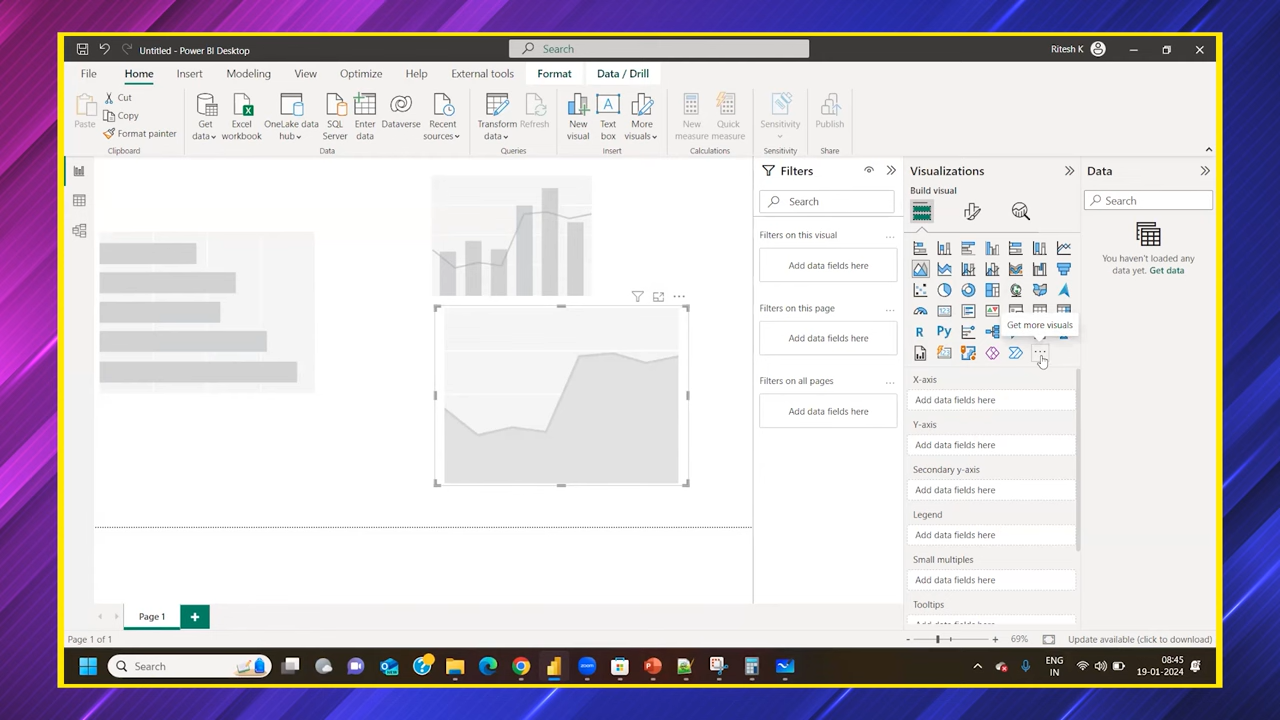 Untitled - Power BI Desktop
Search
Ritesh K
File Home Insert Modeling View Optimize Help External tools Format Data / Drill
Paste
Cut
Copy
Format painter
Clipboard
Get data
Excel workbook
OneLake data hub
SQL Server
Enter data
Dataverse
Recent sources
Data
Transform data
Refresh
Queries
New visual
Text box
More visuals
Insert
New measure
Quick measure
Calculations
Sensitivity
Sensitivity
Publish
Share
Filters
Search
Filters on this visual ...
Add data fields here
Filters on this page ...
Add data fields here
Filters on all pages ...
Add data fields here
Visualizations
Build visual
R Py
Get more visuals
X-axis
Add data fields here
Y-axis
Add data fields here
Secondary y-axis
Add data fields here
Legend
Add data fields here
Small multiples
Add data fields here
Tooltips
Data
Search
You haven't loaded any
data yet. Get data
Page 1
Page 1 of 1
69%
Update available (click to download)
Search
ENG
IN
08:45
19-01-2024